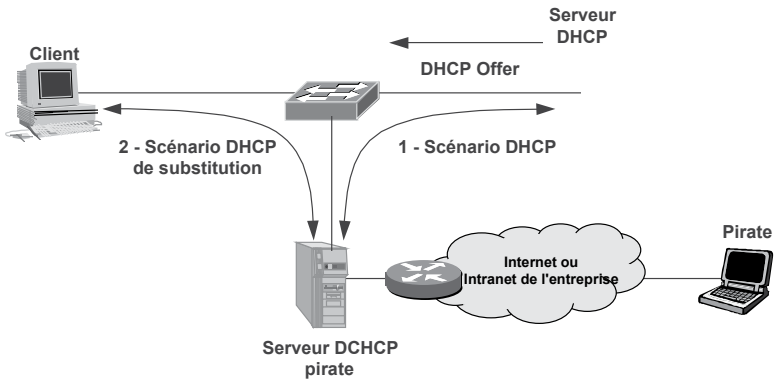 Serveur
DHCP
Client
DHCP Offer
2 - Scénario DHCP
de substitution
1 - Scénario DHCP
Pirate
Internet ou
Intranet de l'entreprise
Serveur DCHCP
pirate